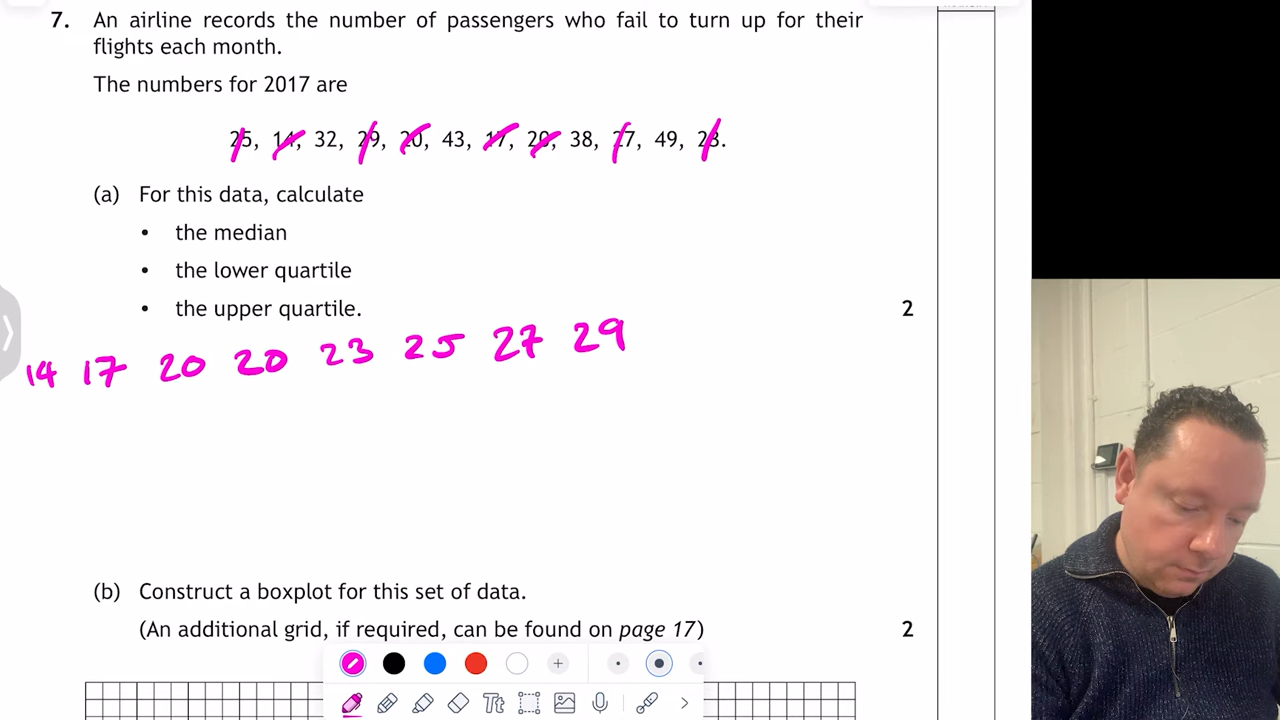 7. An airline records the number of passengers who fail to turn up for their
flights each month.
The numbers for 2017 are
25, 14, 32, 29, 20, 43, 17, 20, 38, 27, 49, 23.
(a) For this data, calculate
• the median
• the lower quartile
• the upper quartile. 2
14 17 20 20 23 25 27 29
(b) Construct a boxplot for this set of data.
(An additional grid, if required, can be found on page 17) 2
Tt